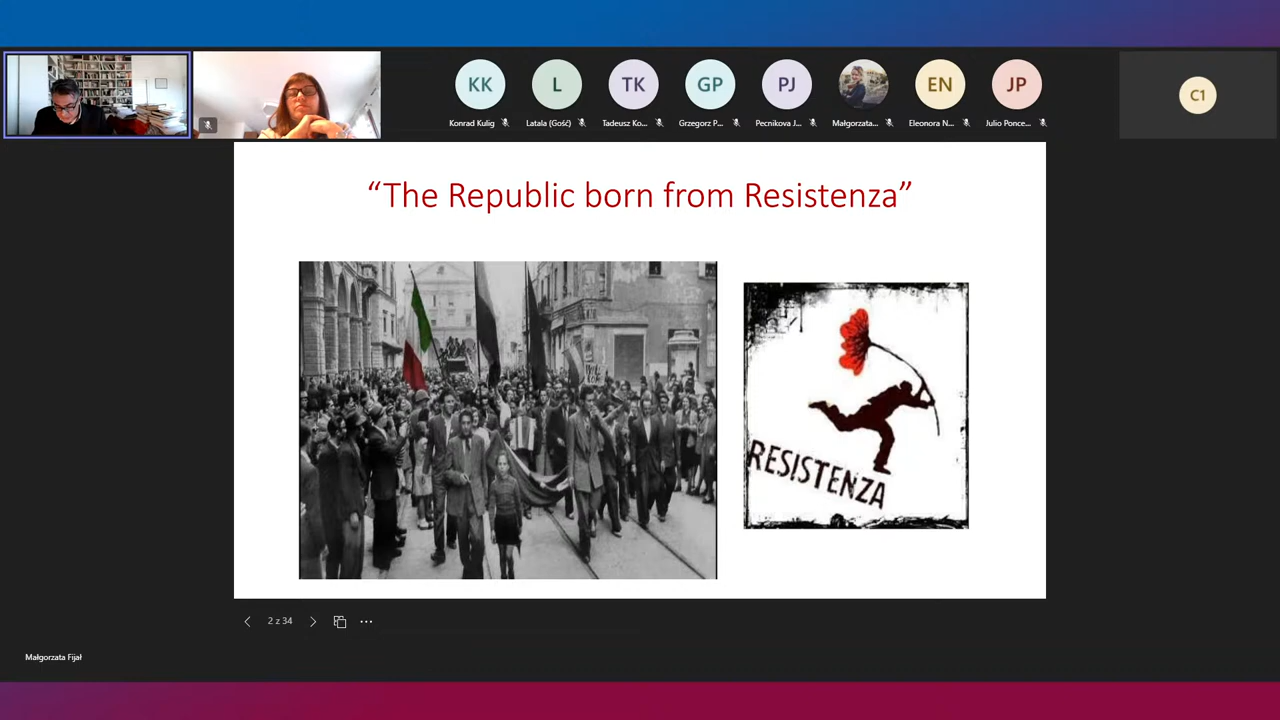 KK
L
TK
GP
PJ
EN
JP
C1
Konrad Kulig
Latala (Gość)
Tadeusz Ko...
Grzegorz P...
Pecnikova J...
Małgorzata...
Eleonora N...
Julio Ponce...
“The Republic born from Resistenza”
RESISTENZA
2 z 34
Małgorzata Fijał